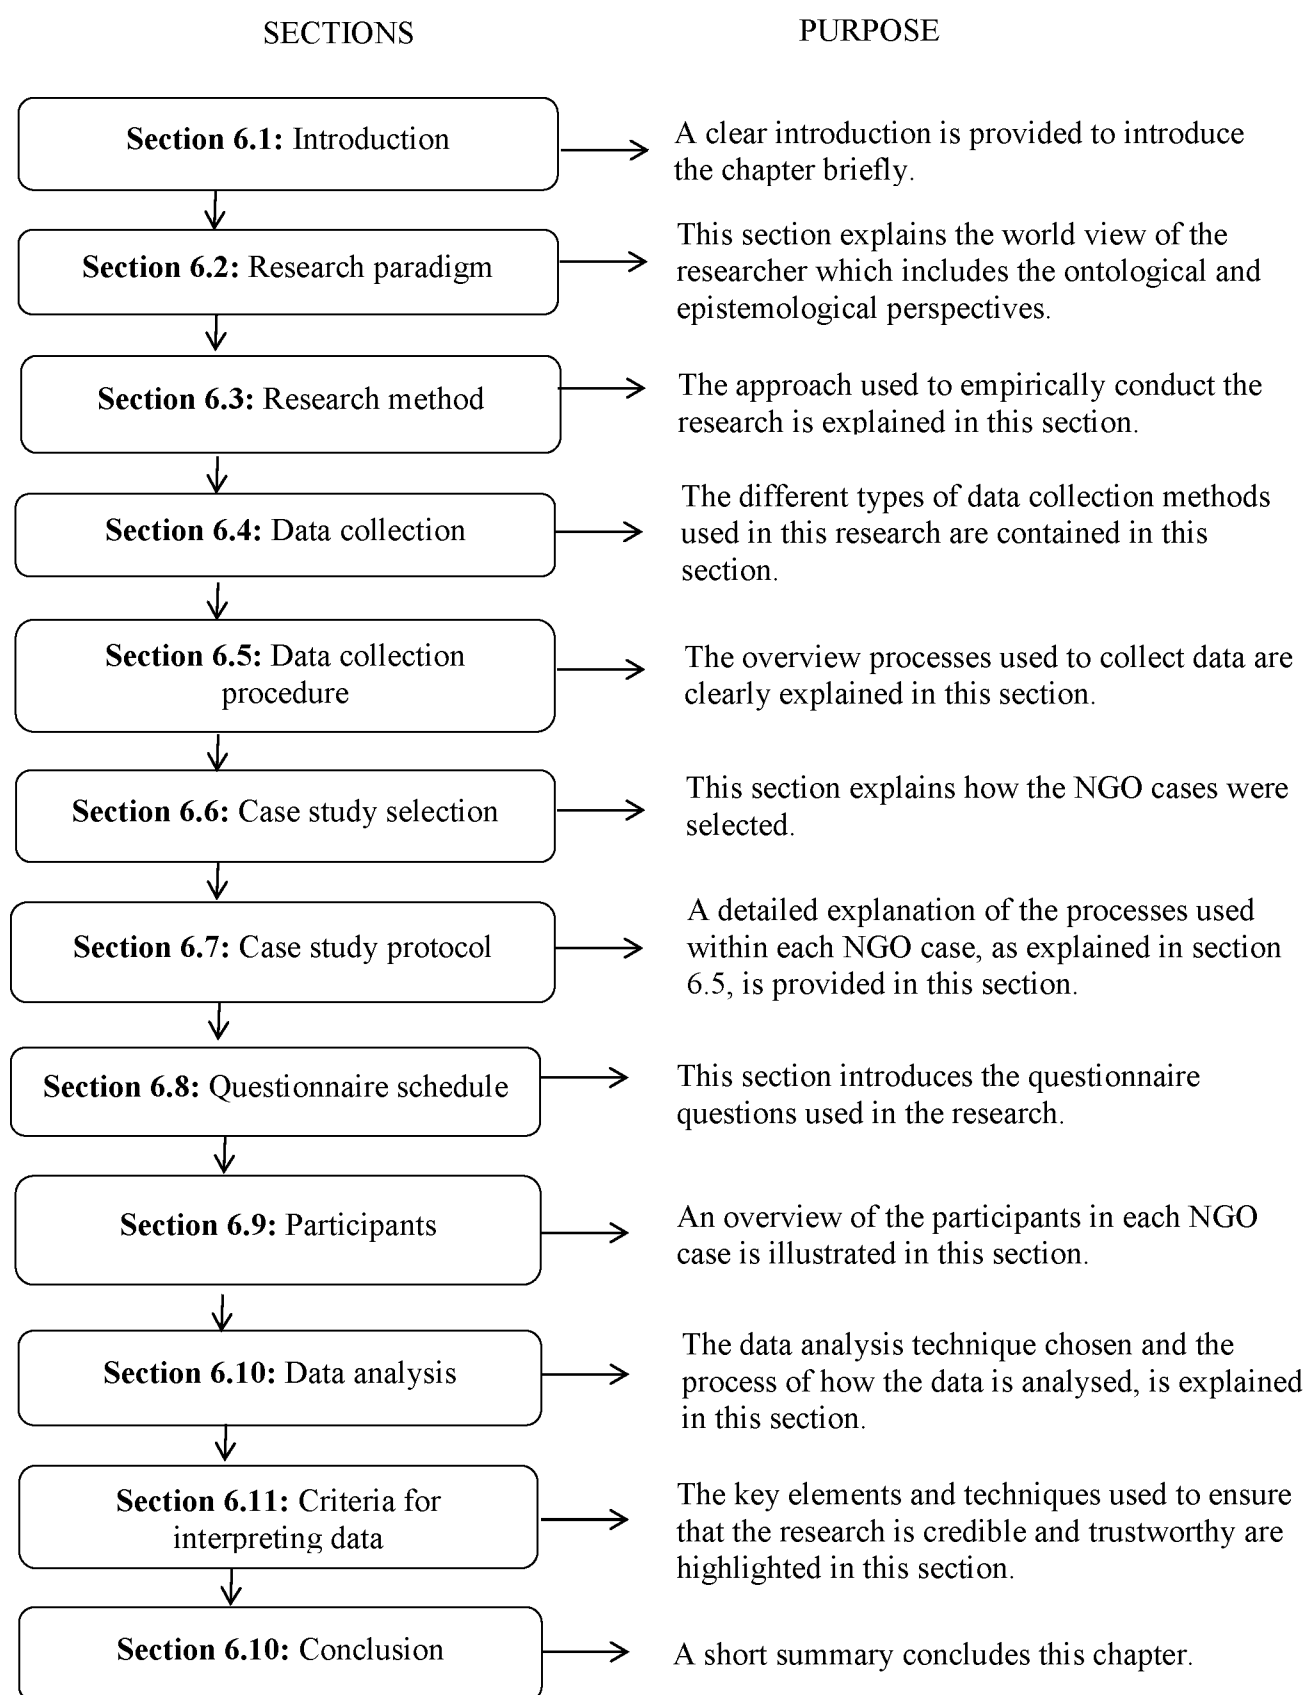 SECTIONS
PURPOSE
Section 6.1: Introduction
A clear introduction is provided to introduce
the chapter briefly.
Section 6.2: Research paradigm
This section explains the world view of the
researcher which includes the ontological and
epistemological perspectives.
Section 6.3: Research method
The approach used to empirically conduct the
research is explained in this section.
Section 6.4: Data collection
The different types of data collection methods
used in this research are contained in this
section.
Section 6.5: Data collection
procedure
The overview processes used to collect data are
clearly explained in this section.
Section 6.6: Case study selection
This section explains how the NGO cases were
selected.
Section 6.7: Case study protocol
A detailed explanation of the processes used
within each NGO case, as explained in section
6.5, is provided in this section.
Section 6.8: Questionnaire schedule
This section introduces the questionnaire
questions used in the research.
Section 6.9: Participants
An overview of the participants in each NGO
case is illustrated in this section.
Section 6.10: Data analysis
The data analysis technique chosen and the
process of how the data is analysed, is explained
in this section.
Section 6.11: Criteria for
interpreting data
The key elements and techniques used to ensure
that the research is credible and trustworthy are
highlighted in this section.
Section 6.10: Conclusion
A short summary concludes this chapter.